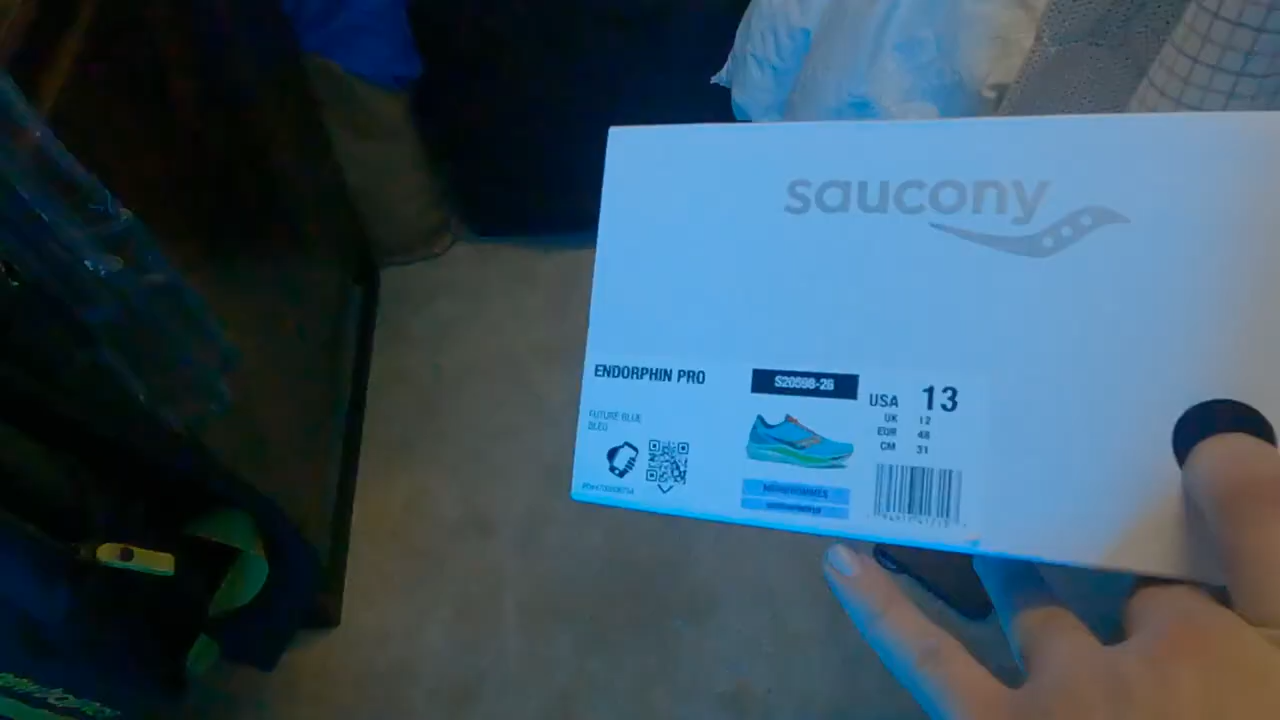 saucony
ENDORPHIN PRO
S20598-26
FUTURE BLUE
BLEU
USA 13
UK 12
EUR 48
CM 31